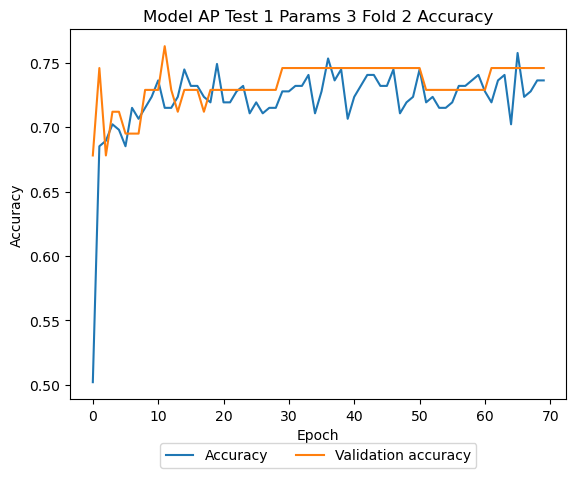 Model AP Test 1 Params 3 Fold 2 Accuracy
Accuracy
0.75
0.70
0.65
0.60
0.55
0.50
0 10 20 30 40 50 60 70
Epoch
Accuracy Validation accuracy